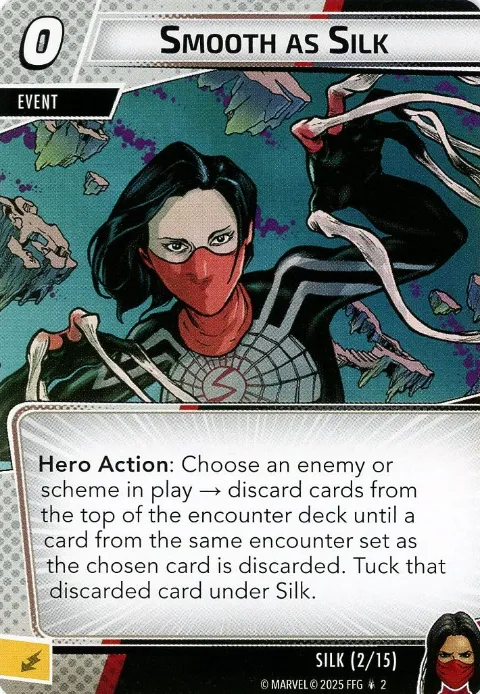 0
SMOOTH AS SILK
EVENT
Hero Action: Choose an enemy or
scheme in play → discard cards from
the top of the encounter deck until a
card from the same encounter set as
the chosen card is discarded. Tuck that
discarded card under Silk.
SILK (2/15)
© MARVEL © 2025 FFG 2